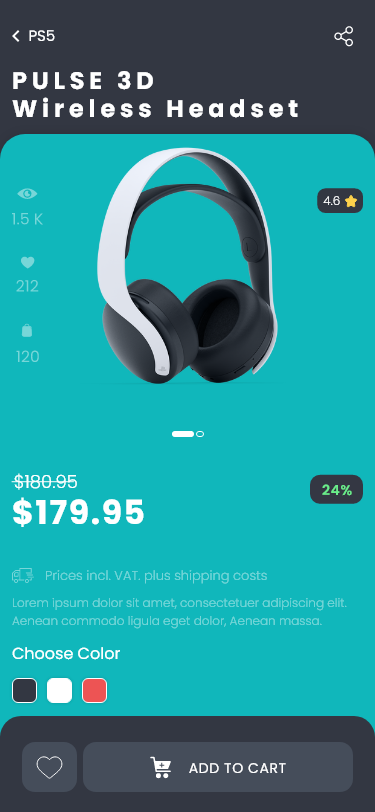 PS5
PULSE 3D
Wireless Headset
4.6
1.5 K
212
120
$180.95
$179.95
24%
Prices incl. VAT. plus shipping costs
Lorem ipsum dolor sit amet, consectetuer adipiscing elit.
Aenean commodo ligula eget dolor, Aenean massa.
Choose Color
ADD TO CART